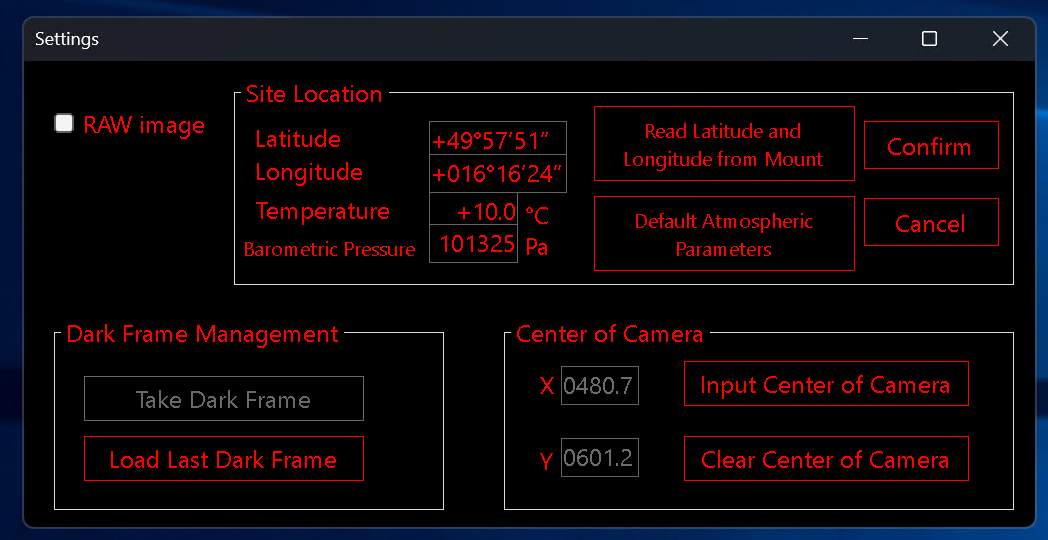 Settings
RAW image
Site Location
Latitude
+49°57′51″
Longitude
+016°16′24″
Temperature
+10.0
°C
Barometric Pressure
101325
Pa
Read Latitude and
Longitude from Mount
Confirm
Default Atmospheric
Parameters
Cancel
Dark Frame Management
Take Dark Frame
Load Last Dark Frame
Center of Camera
X
0480.7
Input Center of Camera
Y
0601.2
Clear Center of Camera